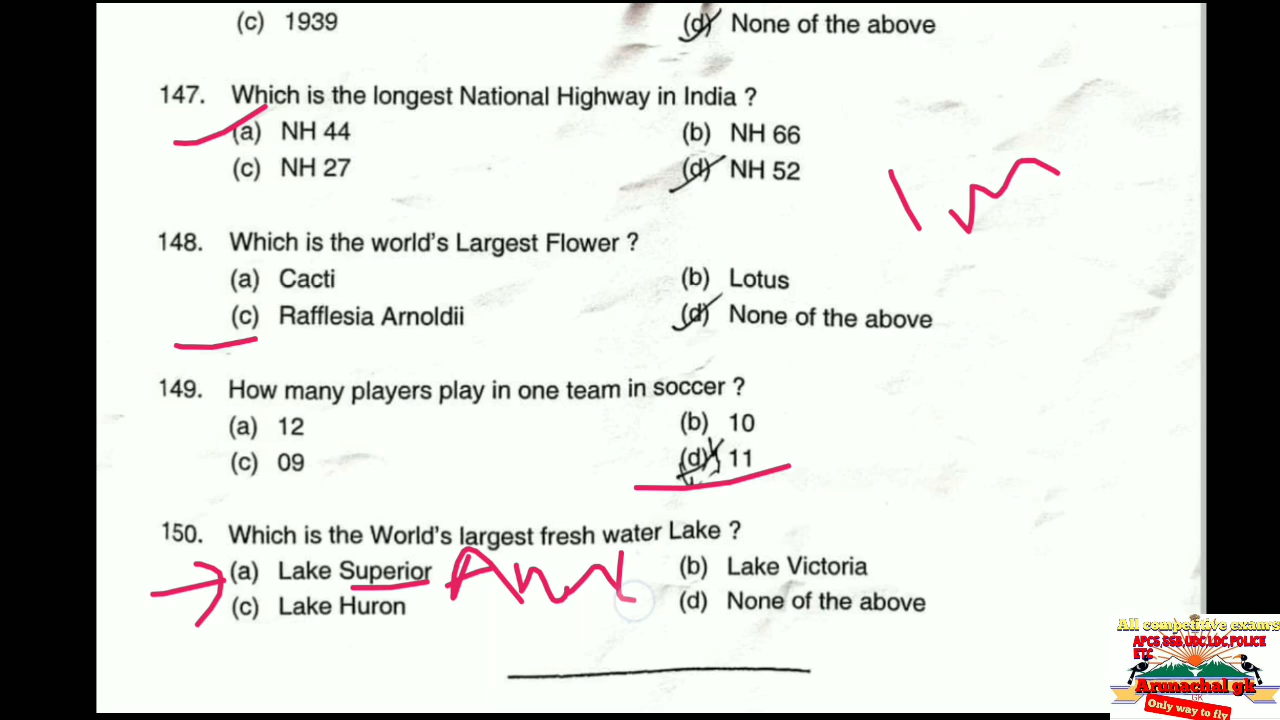 (c) 1939 (d) None of the above
147. Which is the longest National Highway in India ?
(a) NH 44 (b) NH 66
(c) NH 27 (d) NH 52
148. Which is the world's Largest Flower ?
(a) Cacti (b) Lotus
(c) Rafflesia Arnoldii (d) None of the above
149. How many players play in one team in soccer ?
(a) 12 (b) 10
(c) 09 (d) 11
150. Which is the World's largest fresh water Lake ?
(a) Lake Superior (b) Lake Victoria
(c) Lake Huron (d) None of the above
All competitive exams
APCS,SSB,UDC,LDC,POLICE
ETC
Arunachal gk
GK
Only way to fly